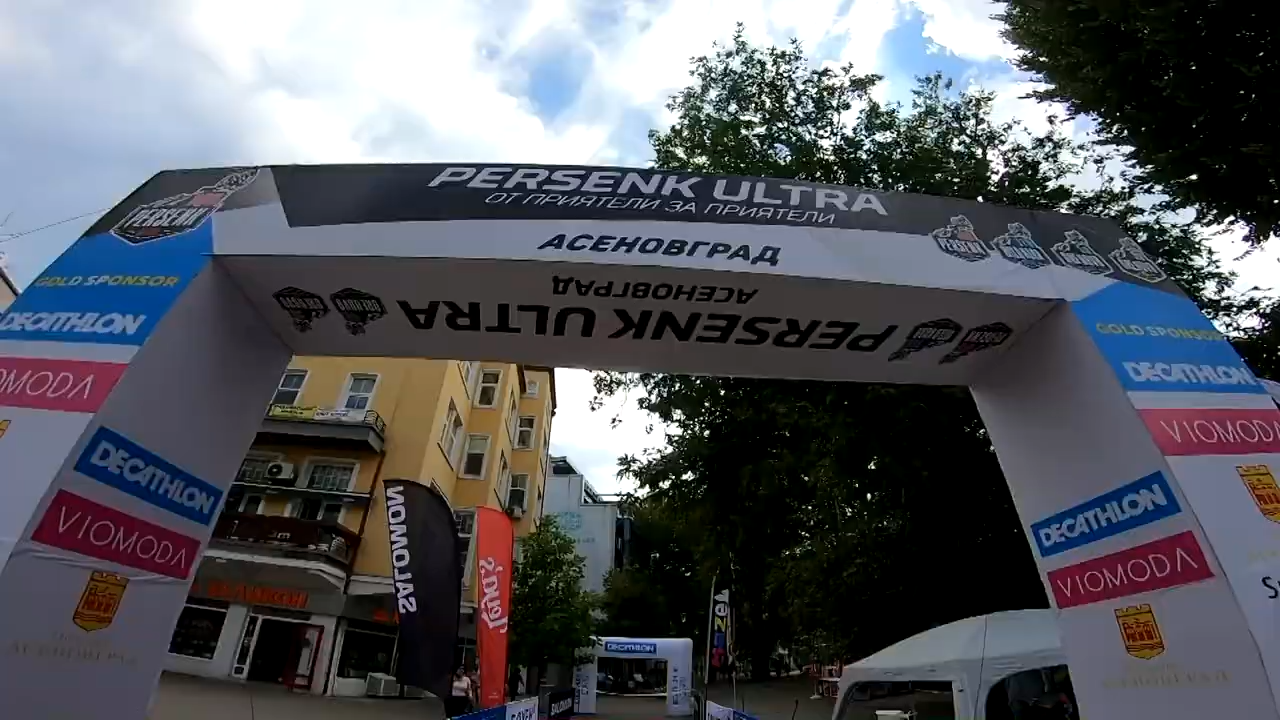 PERSENK ULTRA
ОТ ПРИЯТЕЛИ ЗА ПРИЯТЕЛИ
АСЕНОВГРАД
PERSENK
GOLD SPONSOR
DECATHLON
VIOMODA
АСЕНОВГРАД
PERSENK ULTRA
GOLD SPONSOR
DECATHLON
VIOMODA
DECATHLON
VIOMODA
DECATHLON
VIOMODA
SALOMON
DECATHLON
SALOMON